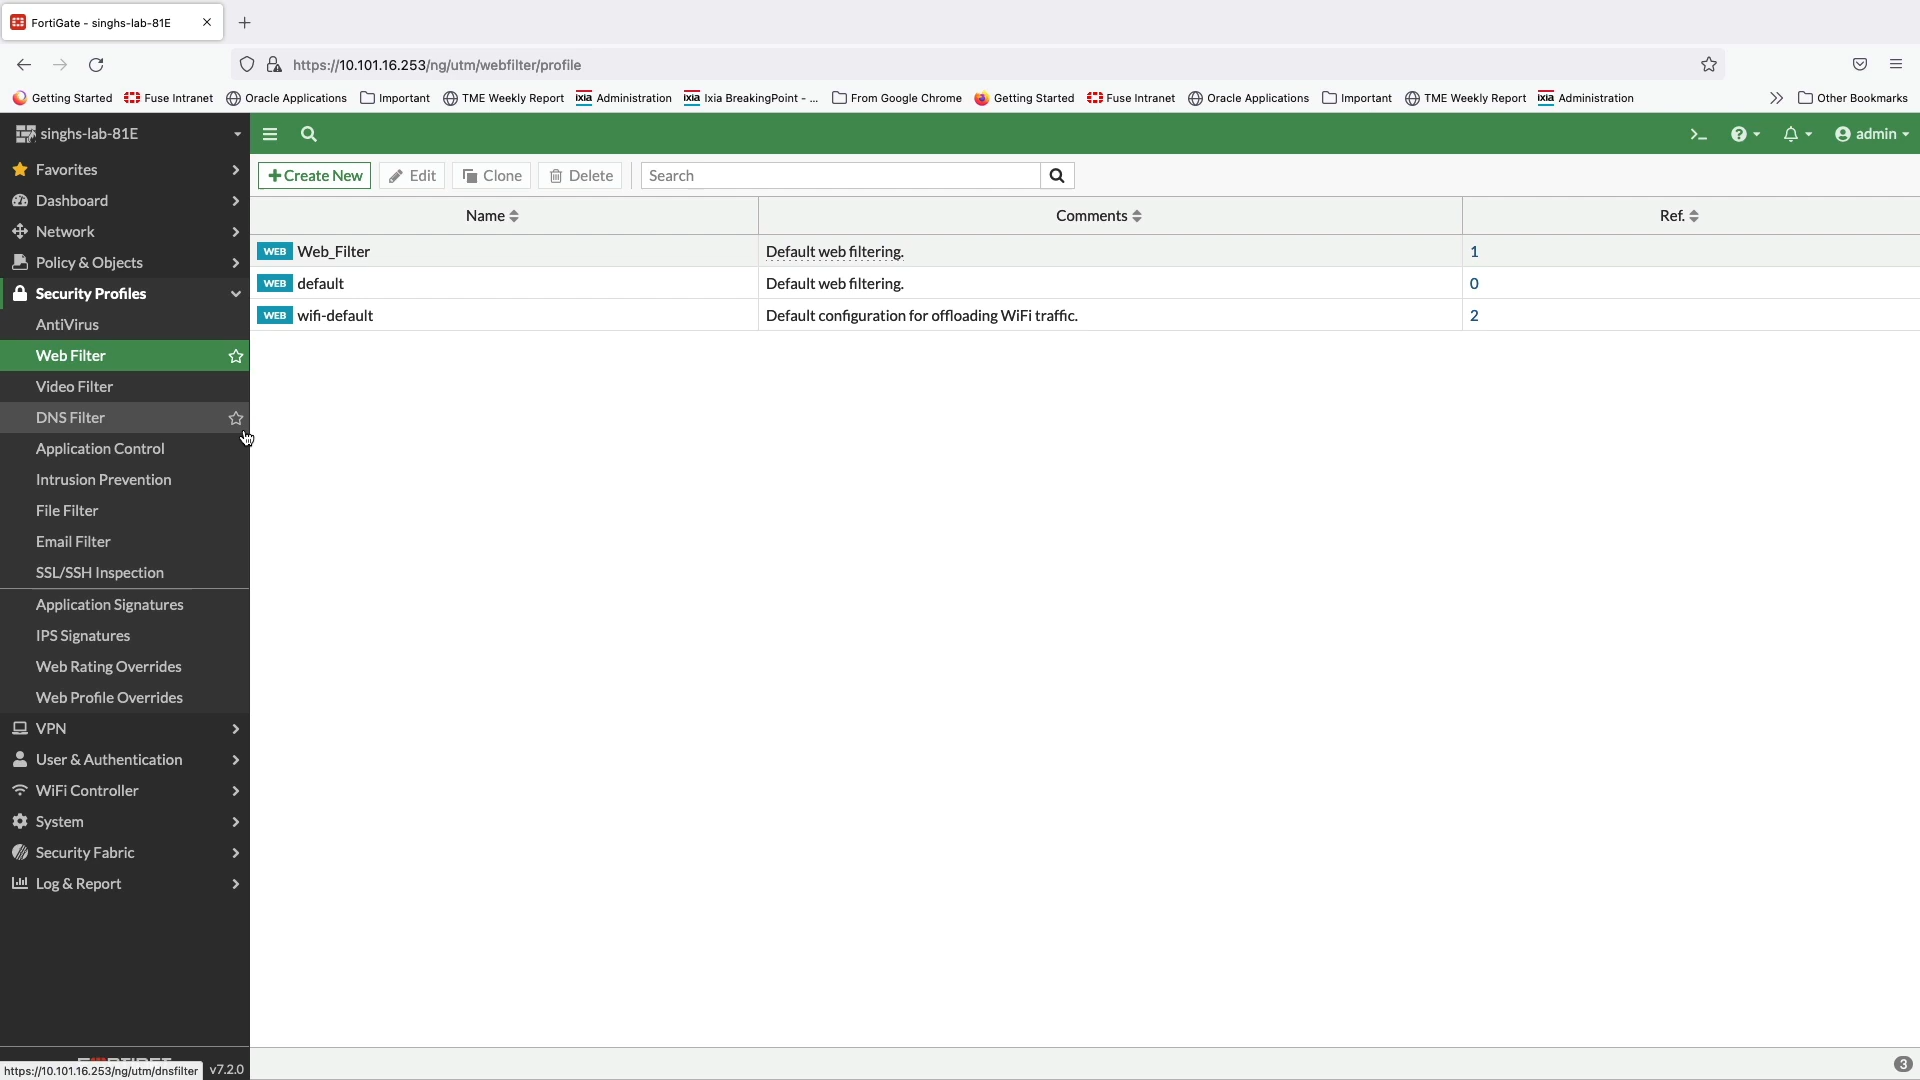 FortiGate - singhs-lab-81E
https://10.101.16.253/ng/utm/webfilter/profile
Getting Started Fuse Intranet Oracle Applications Important TME Weekly Report ixia Administration ixia Ixia BreakingPoint - ... From Google Chrome Getting Started Fuse Intranet Oracle Applications Important TME Weekly Report ixia Administration Other Bookmarks
singhs-lab-81E
>_ ? admin
Favorites
Dashboard
Network
Policy & Objects
Security Profiles
AntiVirus
Web Filter
Video Filter
DNS Filter
Application Control
Intrusion Prevention
File Filter
Email Filter
SSL/SSH Inspection
Application Signatures
IPS Signatures
Web Rating Overrides
Web Profile Overrides
VPN
User & Authentication
WiFi Controller
System
Security Fabric
Log & Report
https://10.101.16.253/ng/utm/dnsfilter v7.2.0
+Create New Edit Clone Delete Search
Name Comments Ref.
WEB Web_Filter Default web filtering. 1
WEB default Default web filtering. 0
WEB wifi-default Default configuration for offloading WiFi traffic. 2
3